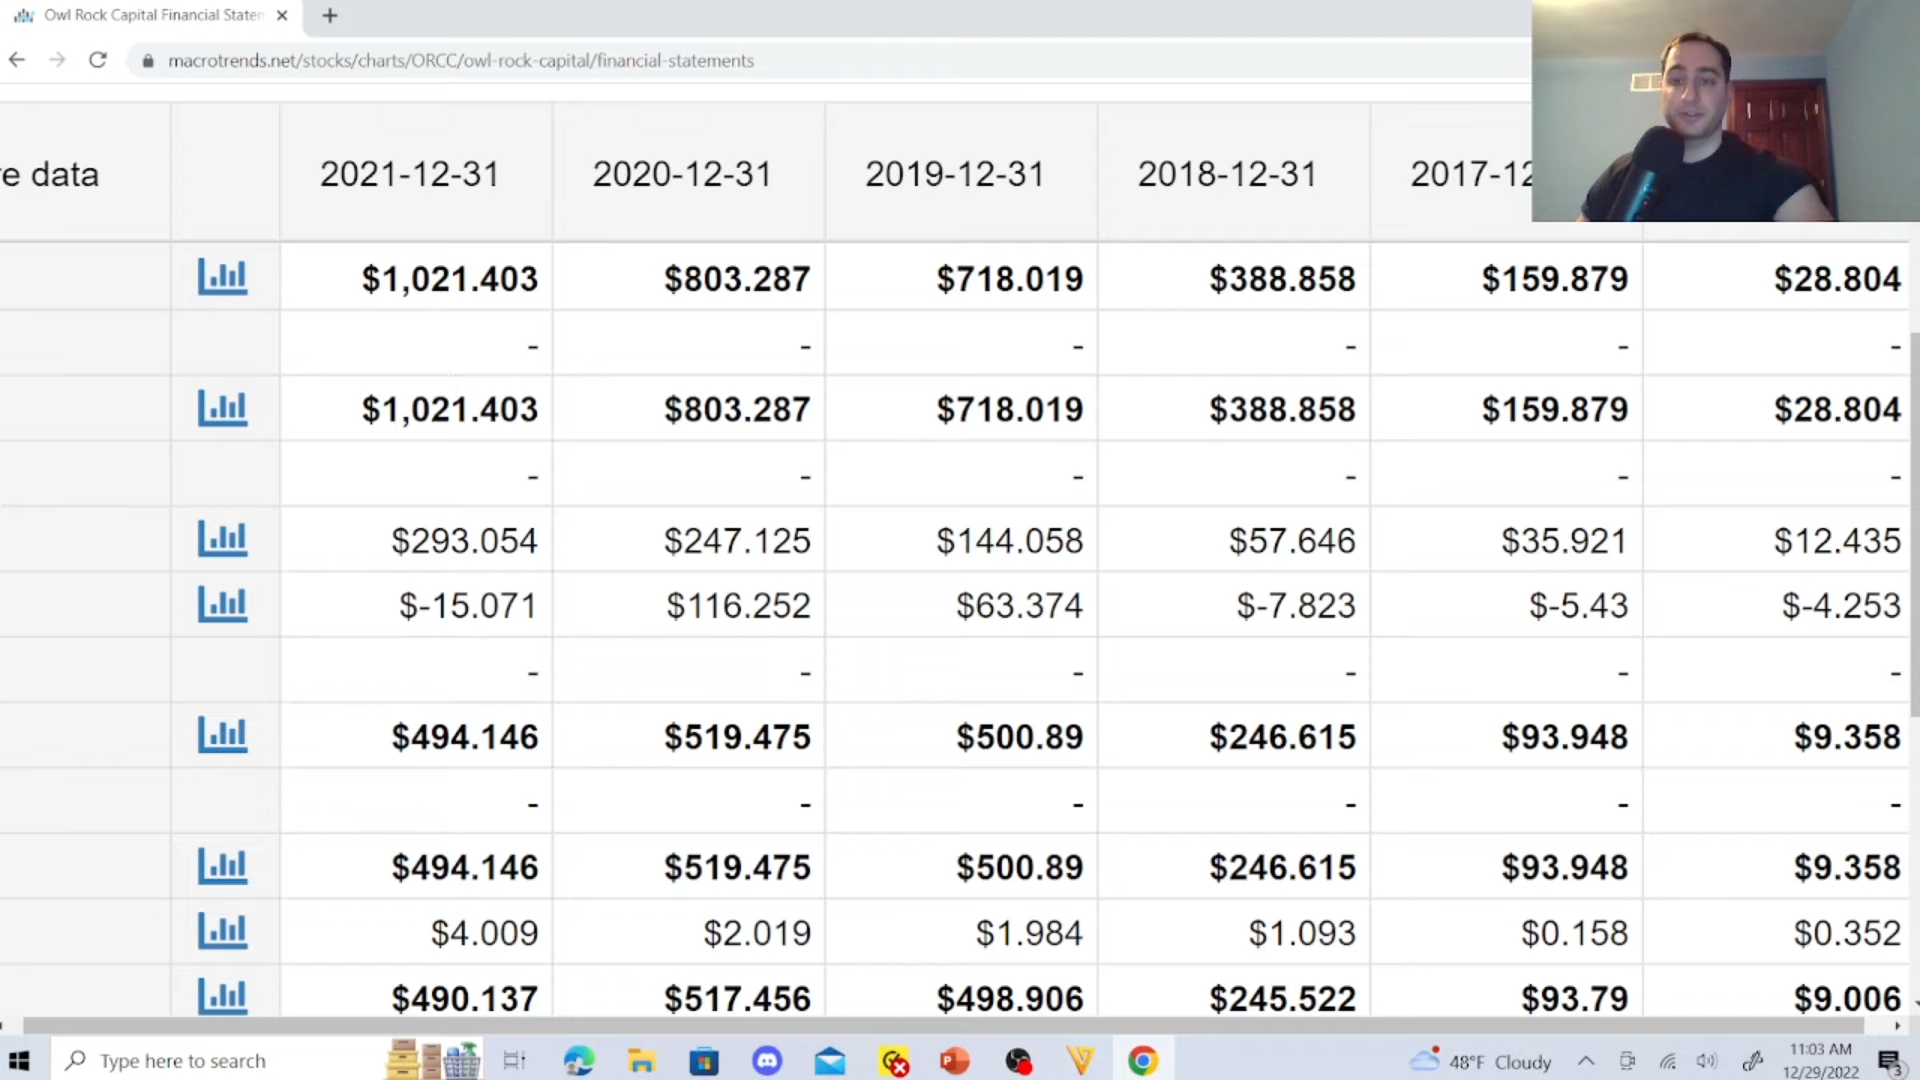 Owl Rock Capital Financial Statem
macrotrends.net/stocks/charts/ORCC/owl-rock-capital/financial-statements
re data 2021-12-31 2020-12-31 2019-12-31 2018-12-31 2017-12
$1,021.403 $803.287 $718.019 $388.858 $159.879 $28.804
- - - - - -
$1,021.403 $803.287 $718.019 $388.858 $159.879 $28.804
- - - - - -
$293.054 $247.125 $144.058 $57.646 $35.921 $12.435
$-15.071 $116.252 $63.374 $-7.823 $-5.43 $-4.253
- - - - - -
$494.146 $519.475 $500.89 $246.615 $93.948 $9.358
- - - - - -
$494.146 $519.475 $500.89 $246.615 $93.948 $9.358
$4.009 $2.019 $1.984 $1.093 $0.158 $0.352
$490.137 $517.456 $498.906 $245.522 $93.79 $9.006
Type here to search
48°F Cloudy
11:03 AM
12/29/2022
3